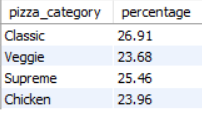 pizza_category percentage
Classic 26.91
Veggie 23.68
Supreme 25.46
Chicken 23.96